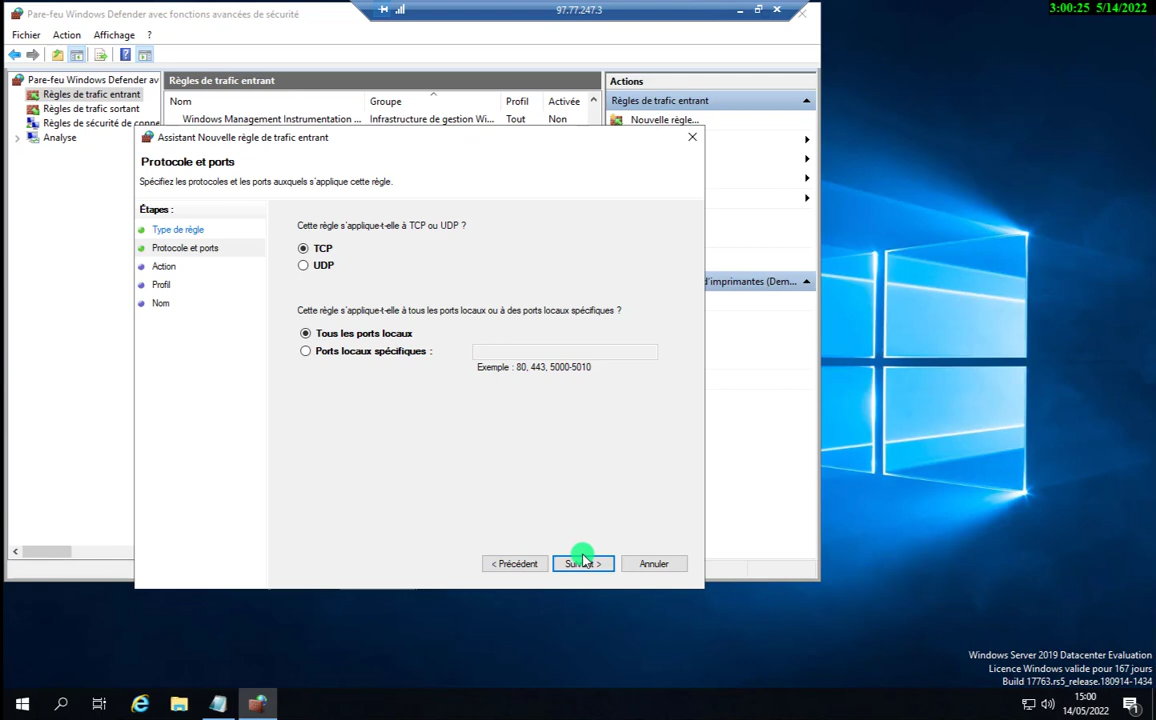 Pare-feu Windows Defender avec fonctions avancées de sécurité
97.77.247.3
3:00:25 5/14/2022
Fichier Action Affichage ?
Pare-feu Windows Defender av
Règles de trafic entrant
Règles de trafic sortant
Règles de sécurité de conne
Analyse
Règles de trafic entrant
Nom Groupe Profil Activée
Windows Management Instrumentation ... Infrastructure de gestion Wi... Tout Non
Actions
Règles de trafic entrant
Nouvelle règle...
d'imprimantes (Dem...
Assistant Nouvelle règle de trafic entrant
Protocole et ports
Spécifiez les protocoles et les ports auxquels s'applique cette règle.
Étapes :
Type de règle
Protocole et ports
Action
Profil
Nom
Cette règle s'applique-t-elle à TCP ou UDP ?
TCP
UDP
Cette règle s'applique-t-elle à tous les ports locaux ou à des ports locaux spécifiques ?
Tous les ports locaux
Ports locaux spécifiques :
Exemple : 80, 443, 5000-5010
< Précédent
Annuler
Windows Server 2019 Datacenter Evaluation
Licence Windows valide pour 167 jours
Build 17763.rs5_release.180914-1434
15:00
14/05/2022
1